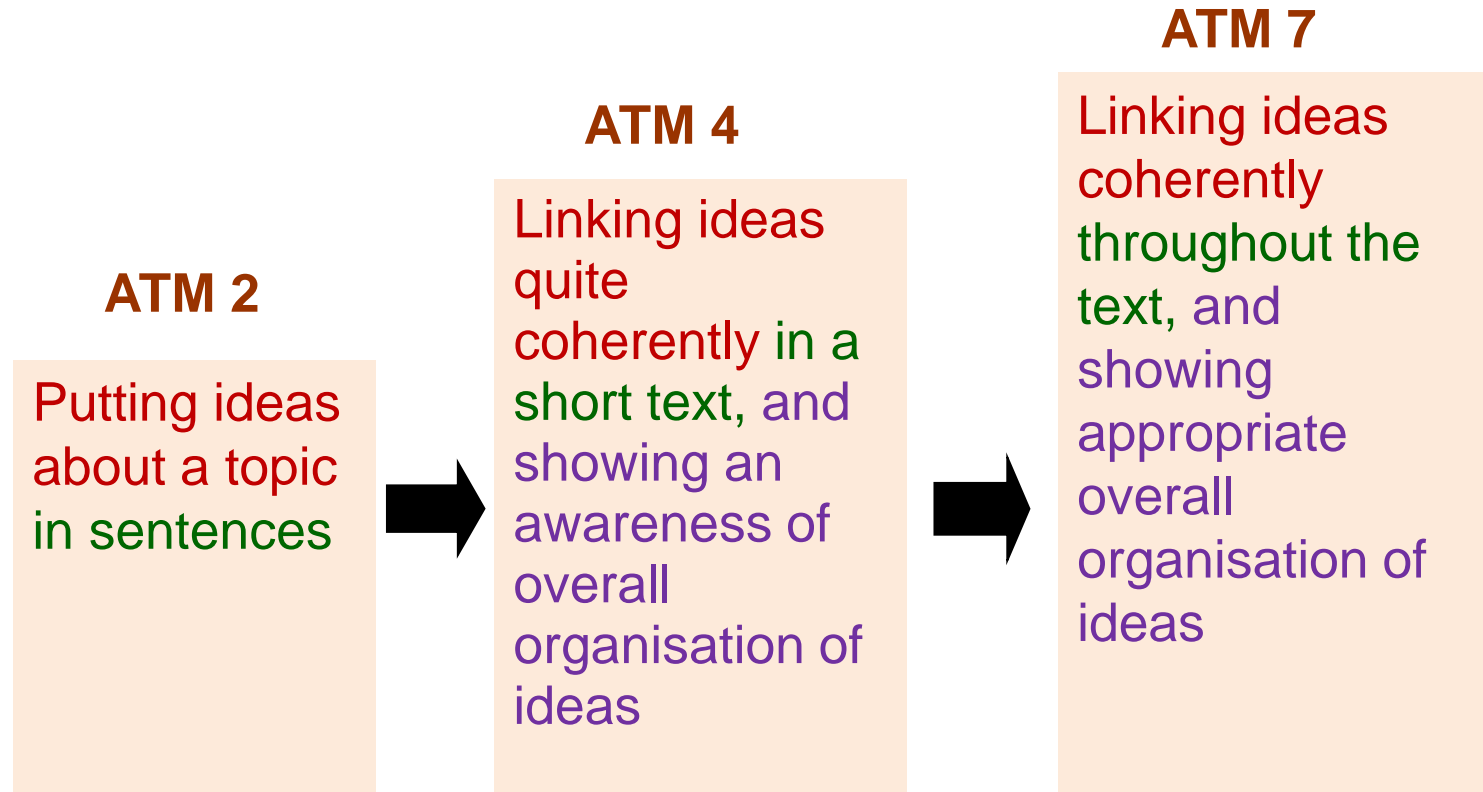 ATM 2
Putting ideas
about a topic
in sentences
ATM 4
Linking ideas
quite
coherently in a
short text, and
showing an
awareness of
overall
organisation of
ideas
ATM 7
Linking ideas
coherently
throughout the
text, and
showing
appropriate
overall
organisation of
ideas